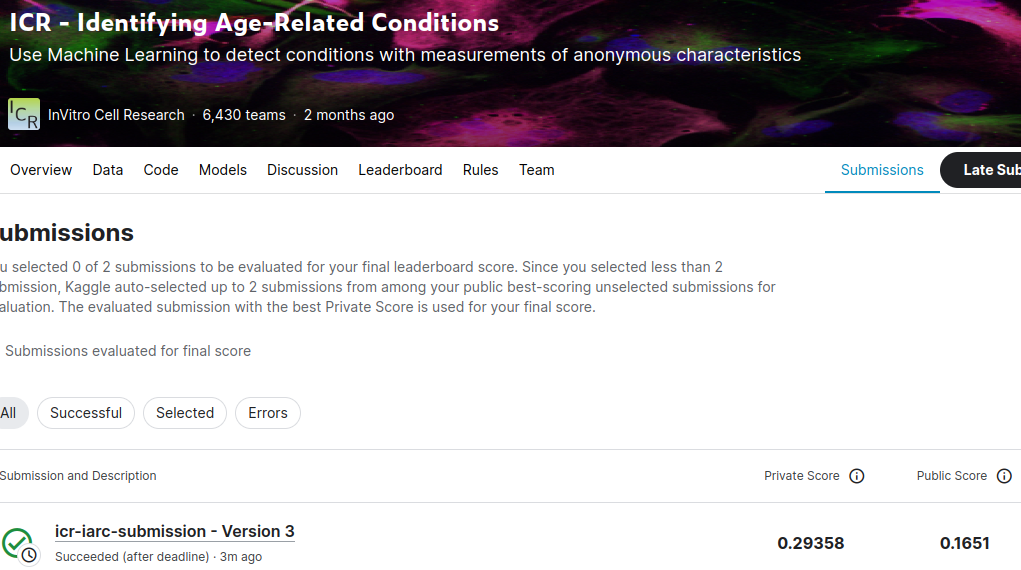 ICR - Identifying Age-Related Conditions
Use Machine Learning to detect conditions with measurements of anonymous characteristics
ICR
InVitro Cell Research · 6,430 teams · 2 months ago
Overview Data Code Models Discussion Leaderboard Rules Team Submissions Late Sub
ubmissions
u selected 0 of 2 submissions to be evaluated for your final leaderboard score. Since you selected less than 2
bmission, Kaggle auto-selected up to 2 submissions from among your public best-scoring unselected submissions for
aluation. The evaluated submission with the best Private Score is used for your final score.
Submissions evaluated for final score
All Successful Selected Errors
Submission and Description Private Score Public Score
icr-iarc-submission - Version 3
Succeeded (after deadline) · 3m ago
0.29358 0.1651